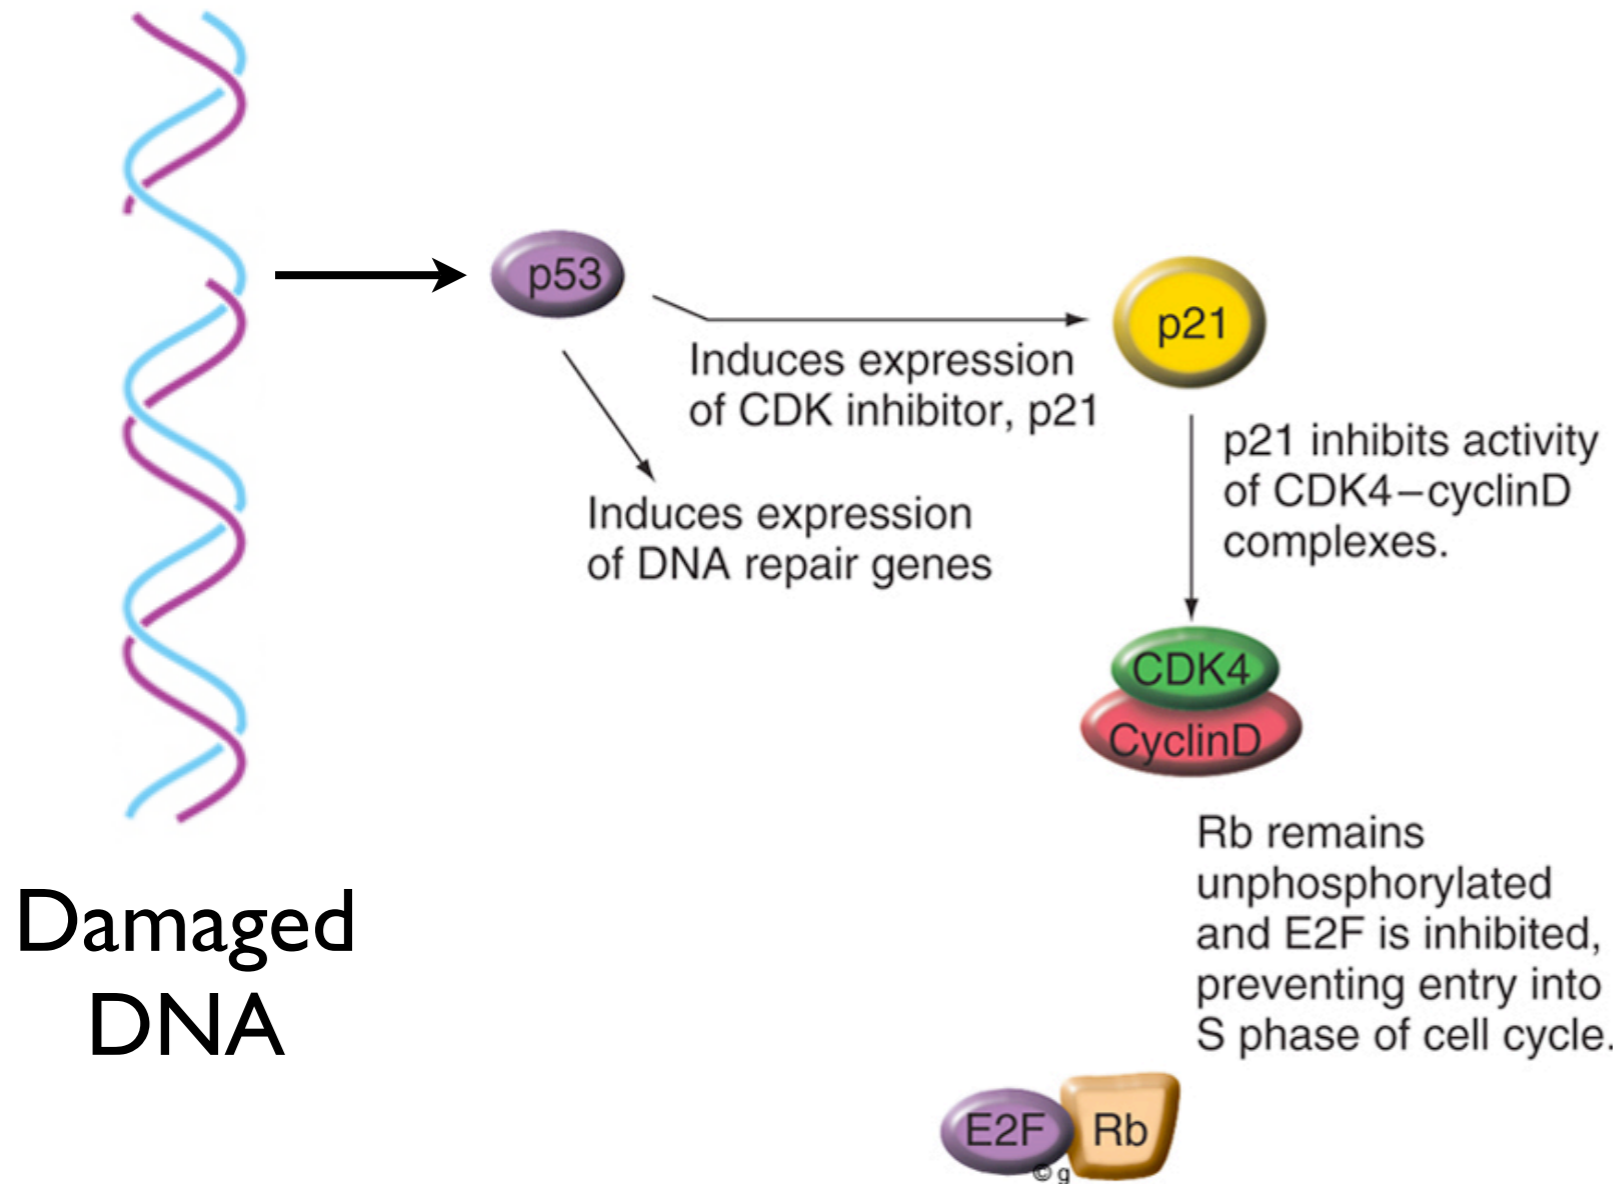 p53
p21
Induces expression
of CDK inhibitor, p21
p21 inhibits activity
of CDK4–cyclinD
complexes.
Induces expression
of DNA repair genes
CDK4
CyclinD
Rb remains
unphosphorylated
and E2F is inhibited,
preventing entry into
S phase of cell cycle.
Damaged
DNA
E2F
Rb
© g